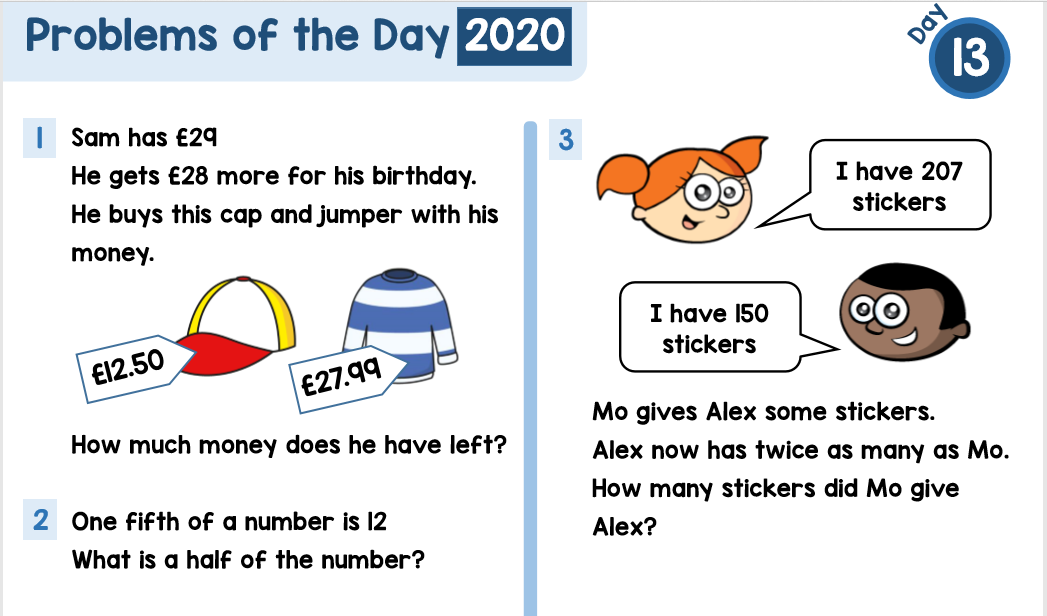 Problems of the Day 2020
Day
13
1
Sam has £29
He gets £28 more for his birthday.
He buys this cap and jumper with his
money.
£12.50
£27.99
How much money does he have left?
2
One fifth of a number is 12
What is a half of the number?
3
I have 207
stickers
I have 150
stickers
Mo gives Alex some stickers.
Alex now has twice as many as Mo.
How many stickers did Mo give
Alex?